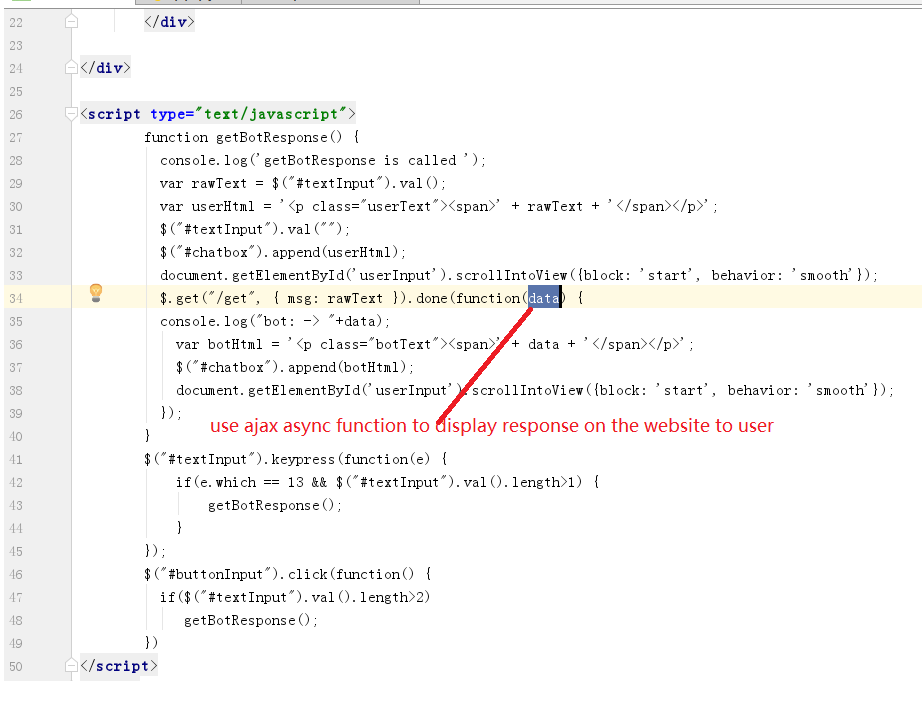 22 </div>
23
24 </div>
25
26 <script type="text/javascript">
27 function getBotResponse() {
28 console.log('getBotResponse is called ');
29 var rawText = $("#textInput").val();
30 var userHtml = '<p class="userText"><span>' + rawText + '</span></p>';
31 $("#textInput").val("");
32 $("#chatbox").append(userHtml);
33 document.getElementById('userInput').scrollIntoView({block: 'start', behavior: 'smooth'});
34 $.get("/get", { msg: rawText }).done(function(data) {
35 console.log("bot: -> "+data);
36 var botHtml = '<p class="botText"><span>' + data + '</span></p>';
37 $("#chatbox").append(botHtml);
38 document.getElementById('userInput').scrollIntoView({block: 'start', behavior: 'smooth'});
39 });
use ajax async function to display response on the website to user
40 }
41 $("#textInput").keypress(function(e) {
42 if(e.which == 13 && $("#textInput").val().length>1) {
43 getBotResponse();
44 }
45 });
46 $("#buttonInput").click(function() {
47 if($("#textInput").val().length>2)
48 getBotResponse();
49 })
50 </script>